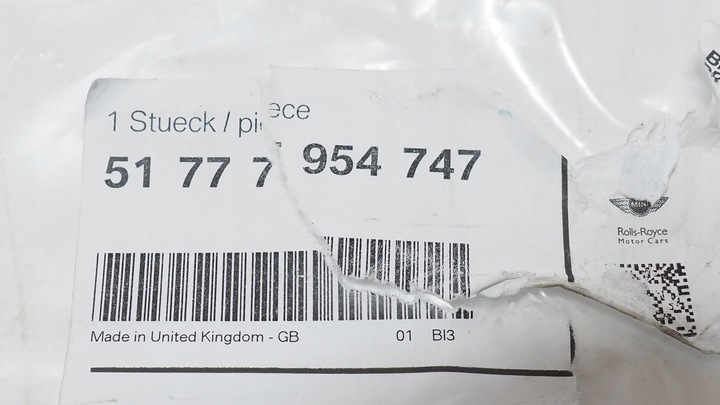 1 Stueck / piece
51 77 7 954 747
Made in United Kingdom - GB 01 BI3
MINI
Rolls-Royce
Motor Cars